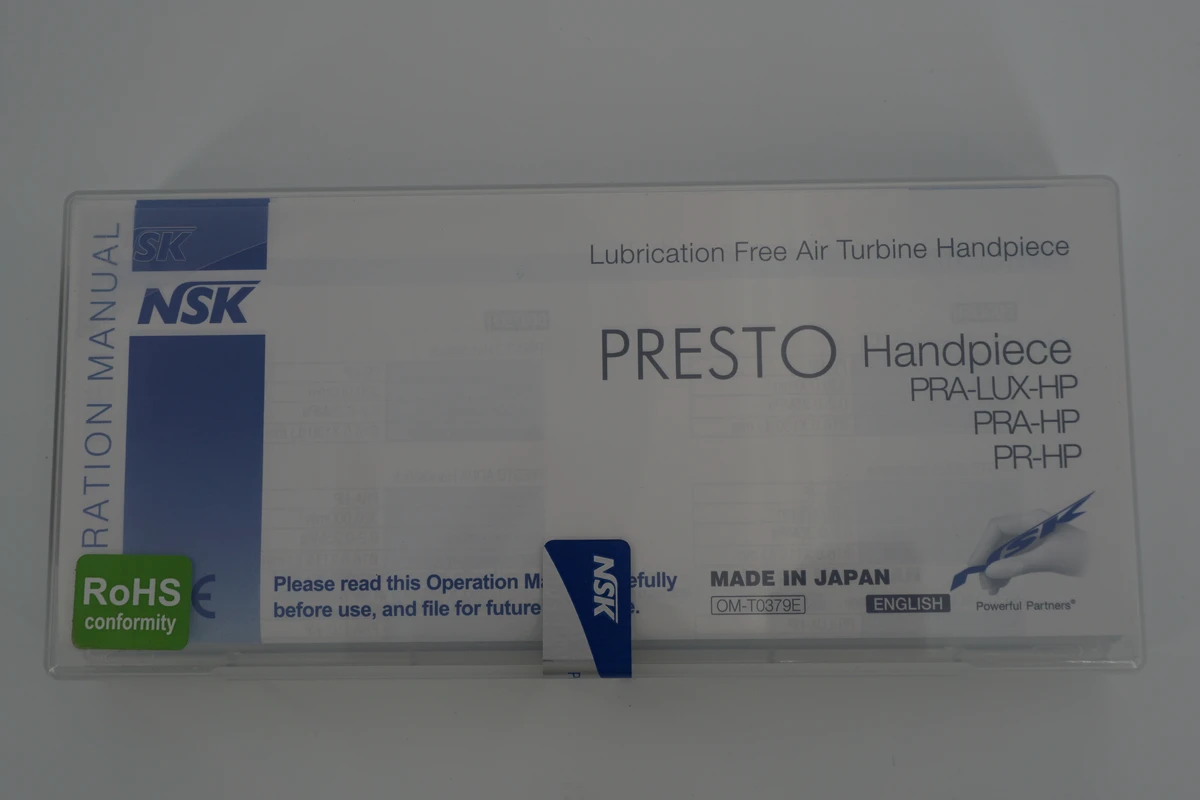 RATION MANUAL
SK
NSK
Lubrication Free Air Turbine Handpiece
PRESTO Handpiece
PRA-LUX-HP
PRA-HP
PR-HP
NSK
Powerful Partners®
MADE IN JAPAN
OM-T0379E ENGLISH
Please read this Operation Ma efully
before use, and file for future e.
NSK
RoHS
conformity
CE